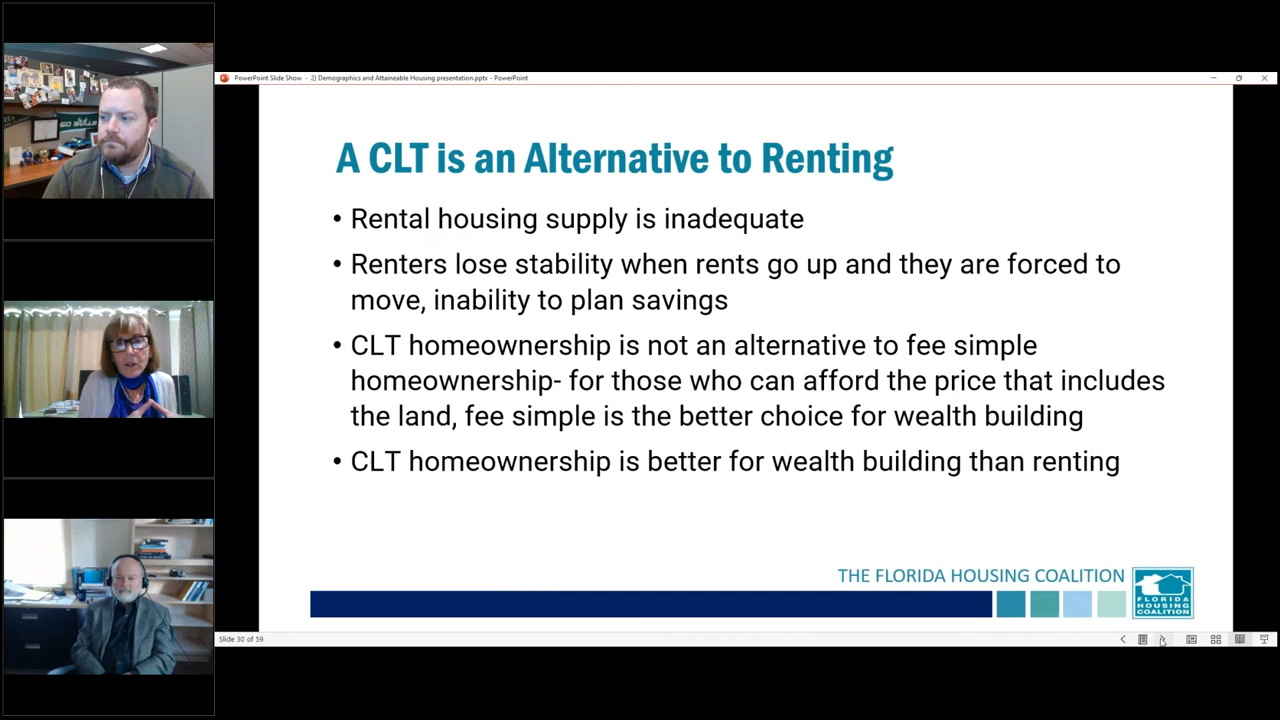 PowerPoint Slide Show - 2) Demographics and Attaineable Housing presentation.pptx - PowerPoint
A CLT is an Alternative to Renting
• Rental housing supply is inadequate
• Renters lose stability when rents go up and they are forced to
move, inability to plan savings
• CLT homeownership is not an alternative to fee simple
homeownership- for those who can afford the price that includes
the land, fee simple is the better choice for wealth building
• CLT homeownership is better for wealth building than renting
THE FLORIDA HOUSING COALITION
FLORIDA
HOUSING
COALITION
Slide 30 of 59